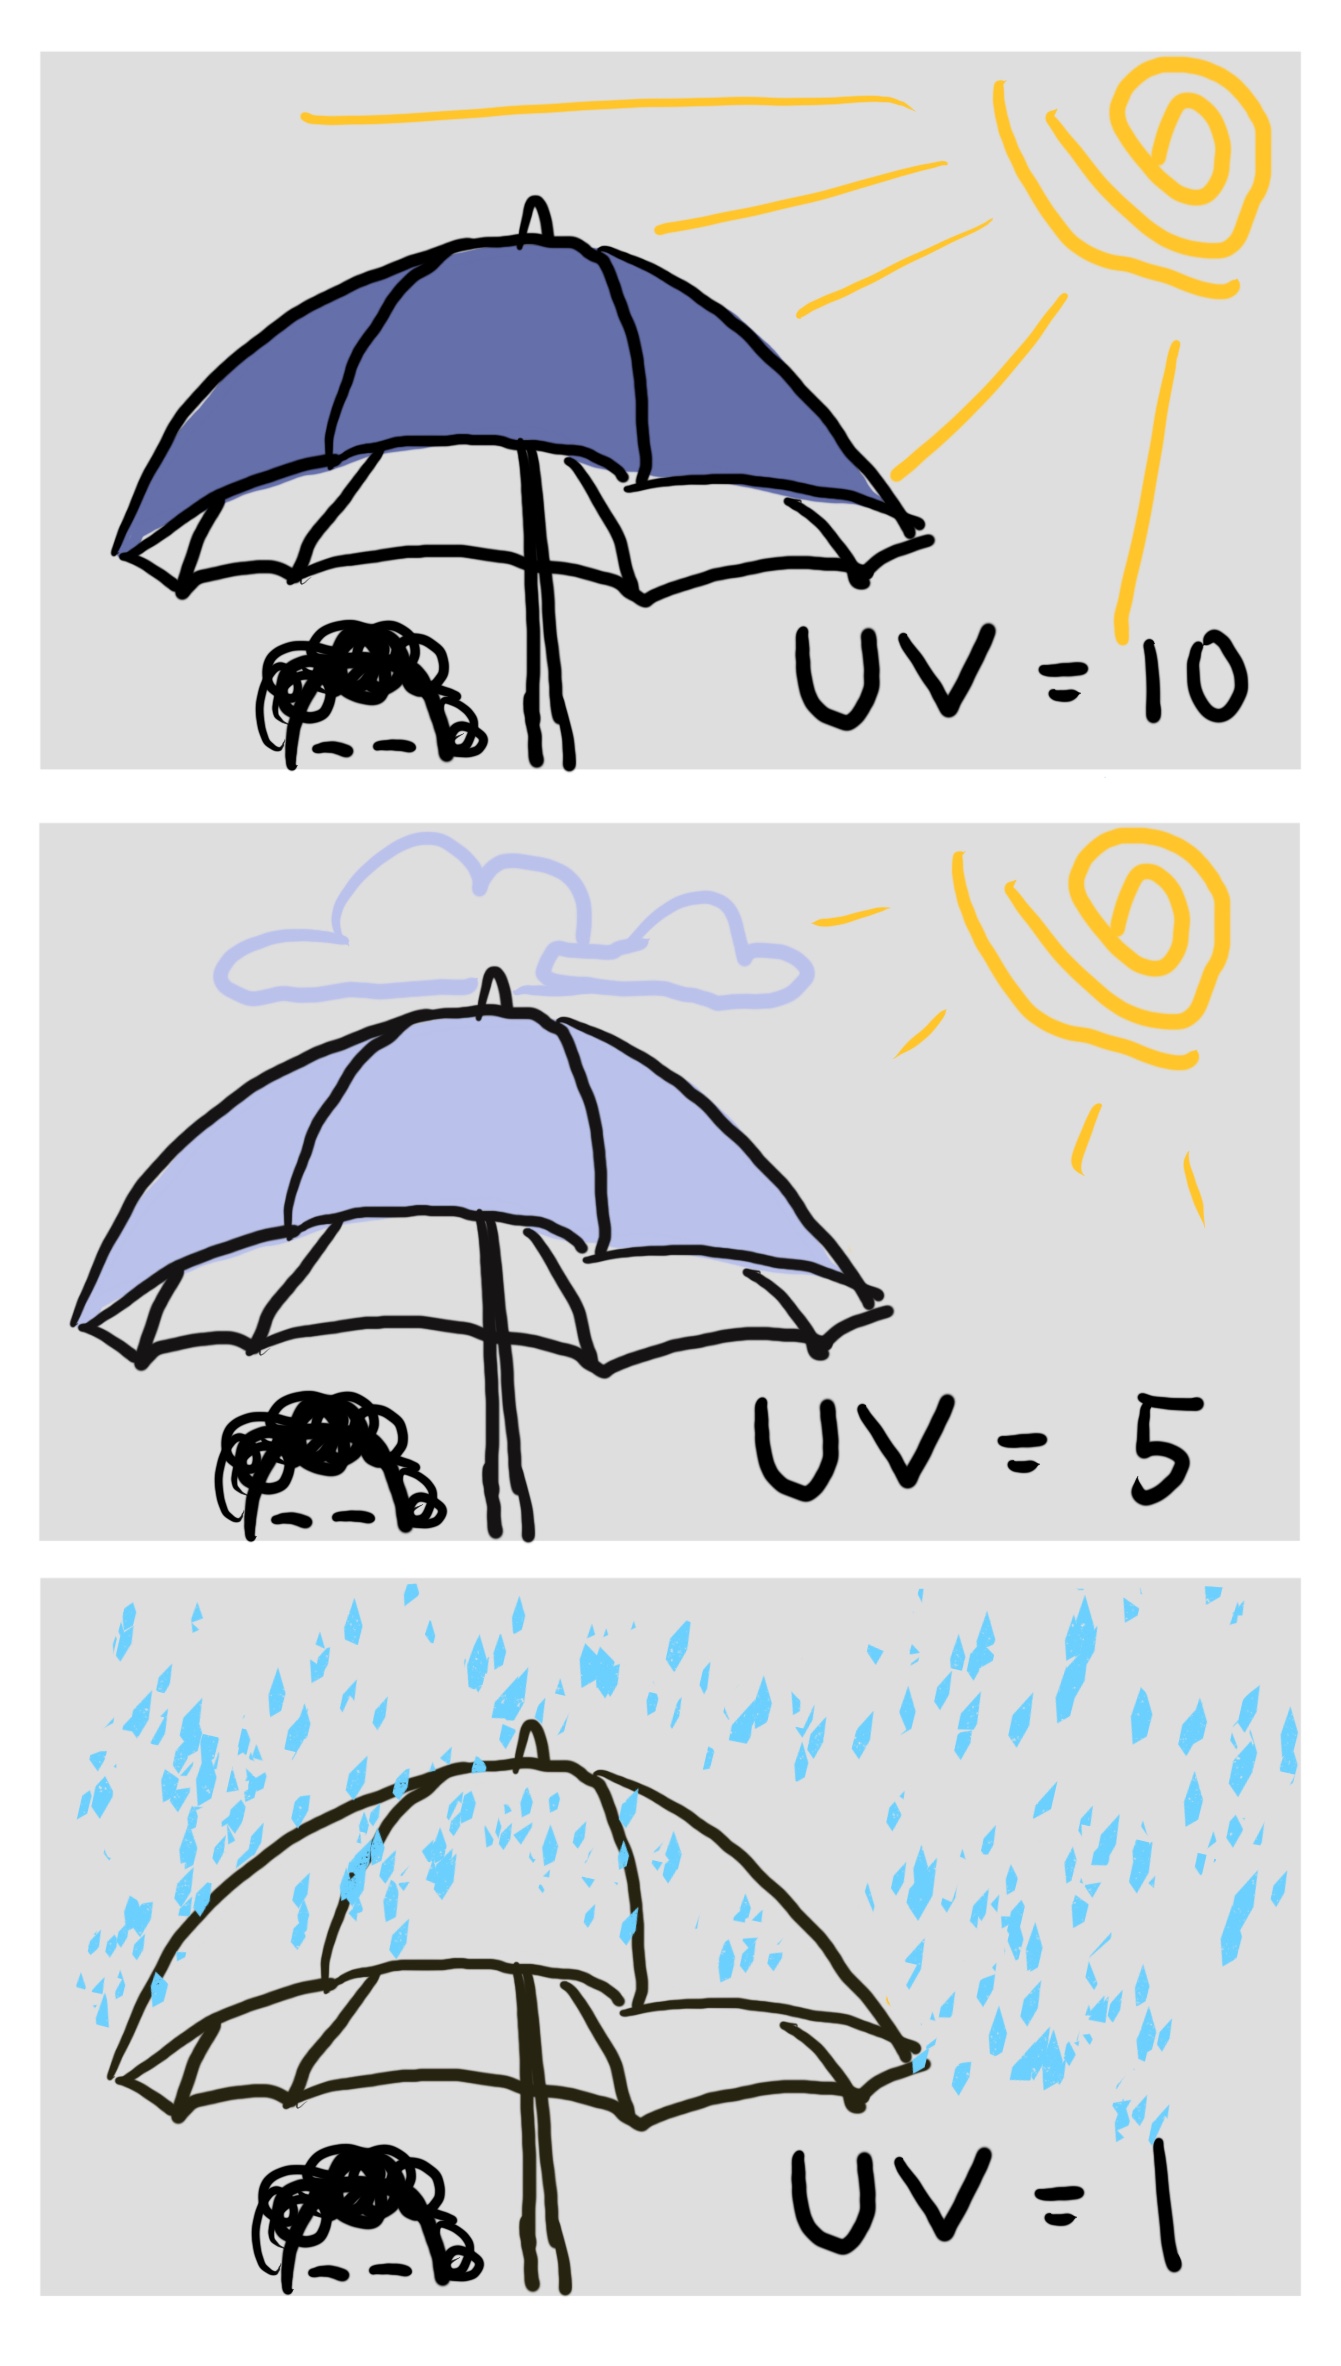 UV = 10
UV = 5
UV = 1